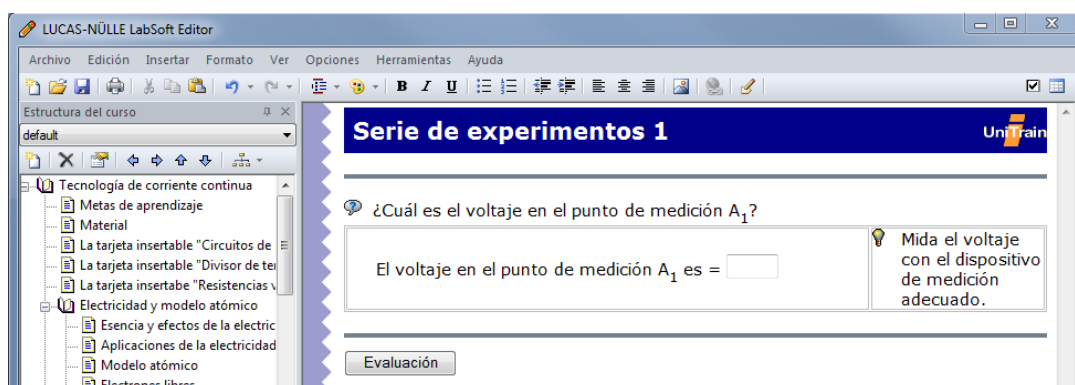 LUCAS-NÜLLE LabSoft Editor
Archivo Edición Insertar Formato Ver Opciones Herramientas Ayuda
B I U
Estructura del curso
default
Tecnología de corriente continua
Metas de aprendizaje
Material
La tarjeta insertable "Circuitos de
La tarjeta insertable "Divisor de te
La tarjeta insertabe "Resistencias v
Electricidad y modelo atómico
Esencia y efectos de la electric
Aplicaciones de la electricidad
Modelo atómico
Electrones libres
Serie de experimentos 1
UniTrain
¿Cuál es el voltaje en el punto de medición A₁?
El voltaje en el punto de medición A₁ es =
Mida el voltaje
con el dispositivo
de medición
adecuado.
Evaluación